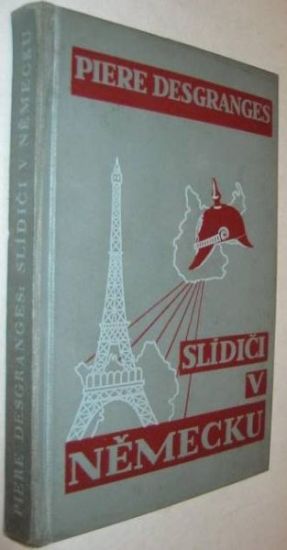 PIERE DESGRANGES
SLÍDIČI
V
NĚMECKU
PIERE DESGRANGES: SLÍDIČI V NĚMECKU